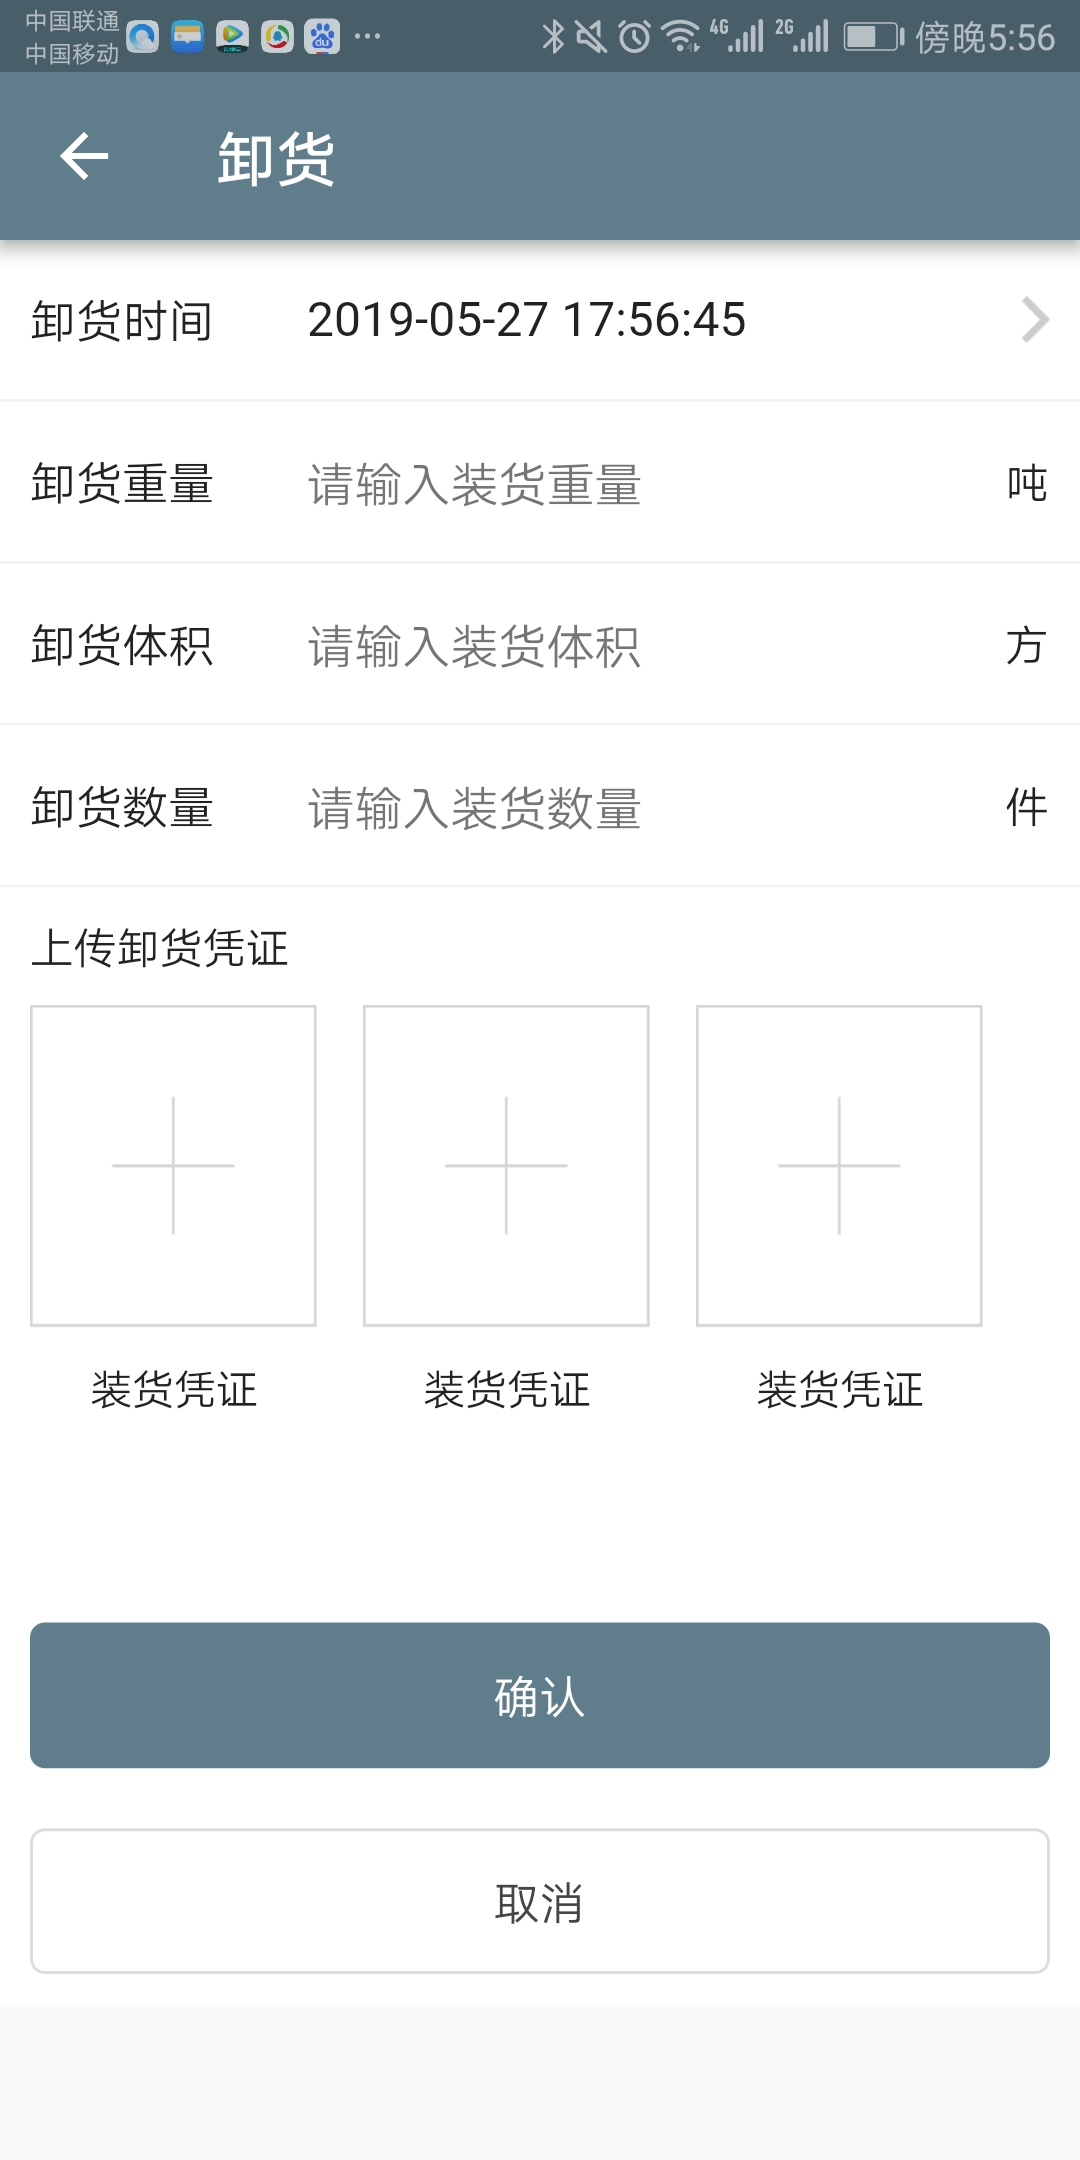 中国联通
中国移动
du
4G
2G
傍晚5:56
卸货
卸货时间 2019-05-27 17:56:45
卸货重量 请输入装货重量 吨
卸货体积 请输入装货体积 方
卸货数量 请输入装货数量 件
上传卸货凭证
装货凭证 装货凭证 装货凭证
确认
取消